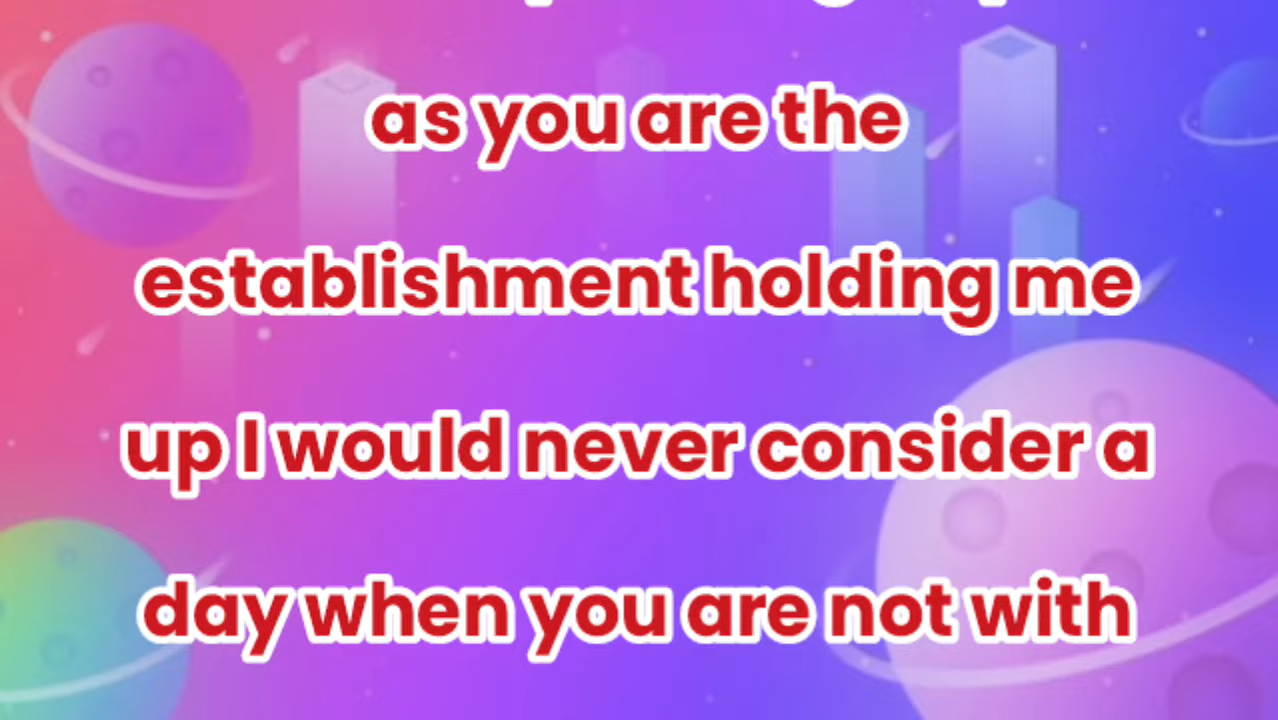 as you are the
establishment holding me
up I would never consider a
day when you are not with